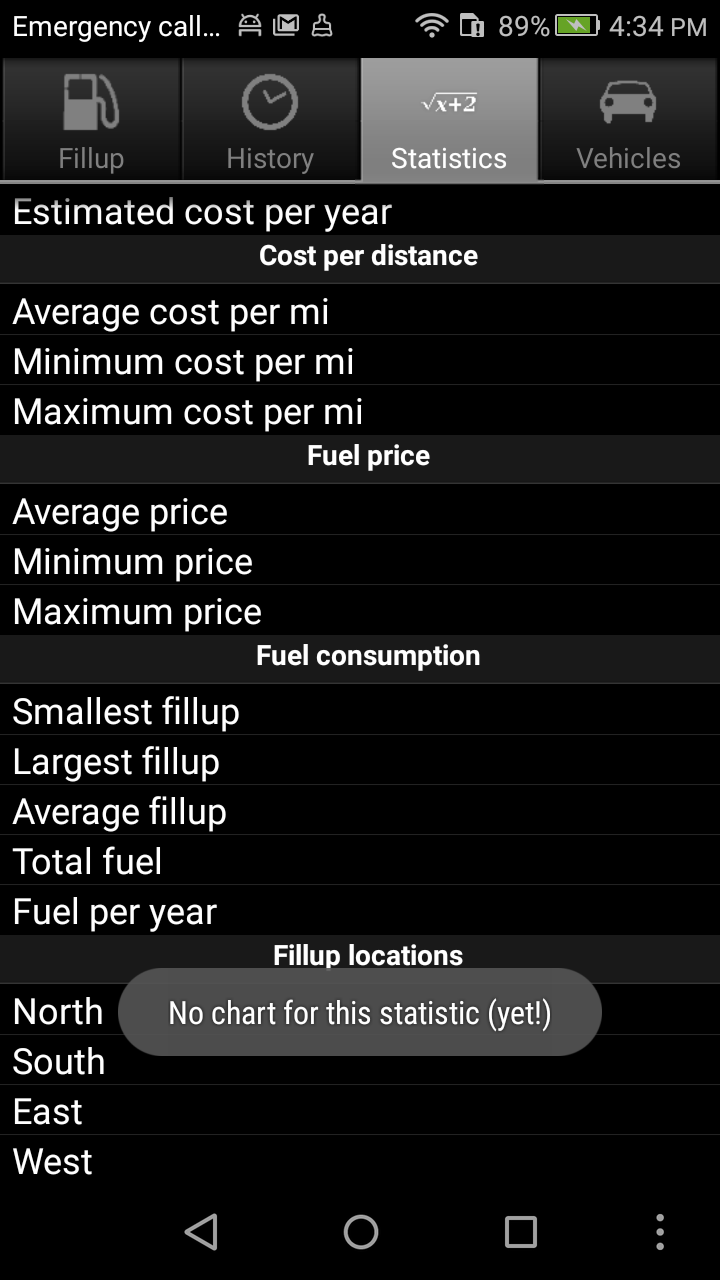 Emergency call… 89% 4:34 PM
Fillup History √x+2 Statistics Vehicles
Estimated cost per year
Cost per distance
Average cost per mi
Minimum cost per mi
Maximum cost per mi
Fuel price
Average price
Minimum price
Maximum price
Fuel consumption
Smallest fillup
Largest fillup
Average fillup
Total fuel
Fuel per year
Fillup locations
North
No chart for this statistic (yet!)
South
East
West